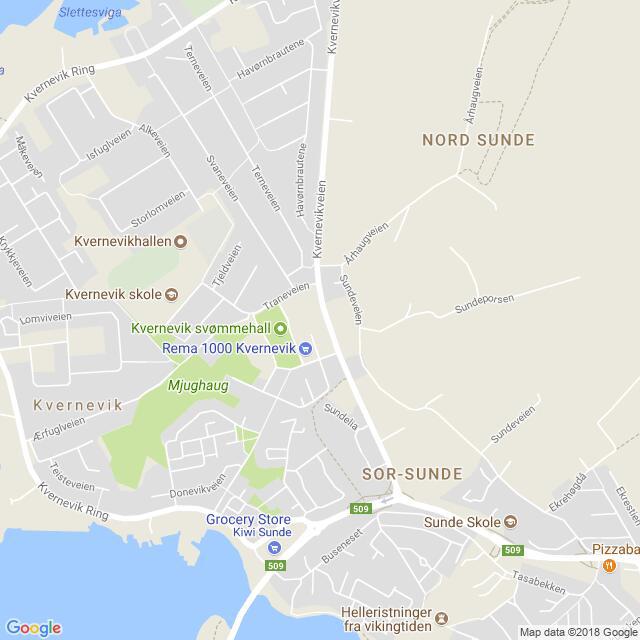 Slettesviga
Kvernevik Ring
Terneveien
Havørnbrautene
Kvernevikveien
Århaugveien
NORD SUNDE
Måkeveien
Isfuglveien
Alkeveien
Svaneveien
Terneveien
Havørnbrautene
Kvernevikveien
Storlomveien
Krykkjeveien
Kvernevikhallen
Århaugveien
Tjeldveien
Kvernevik skole
Traneveien
Sundeveien
Sundeporsen
Lomviveien
Kvernevik svømmehall
Rema 1000 Kvernevik
Mjughaug
Kvernevik
Ærfuglveien
Sundelia
Sundeveien
Teisteveien
SØR-SUNDE
Donevikveien
Kvernevik Ring
Ekrehagdå
Ekrestien
509
Grocery Store
Kiwi Sunde
Sunde Skole
Buseneset
509
Pizzaba
509
Tasabekken
Helleristninger
fra vikingtiden
Google
Map data ©2018 Google